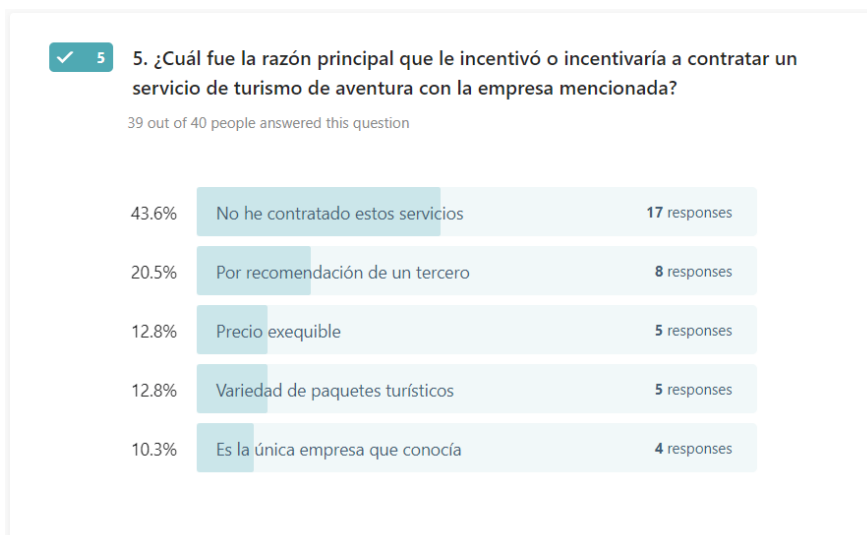 5
5. ¿Cuál fue la razón principal que le incentivó o incentivaría a contratar un
servicio de turismo de aventura con la empresa mencionada?
39 out of 40 people answered this question
43.6% No he contratado estos servicios 17 responses
20.5% Por recomendación de un tercero 8 responses
12.8% Precio exequible 5 responses
12.8% Variedad de paquetes turísticos 5 responses
10.3% Es la única empresa que conocía 4 responses